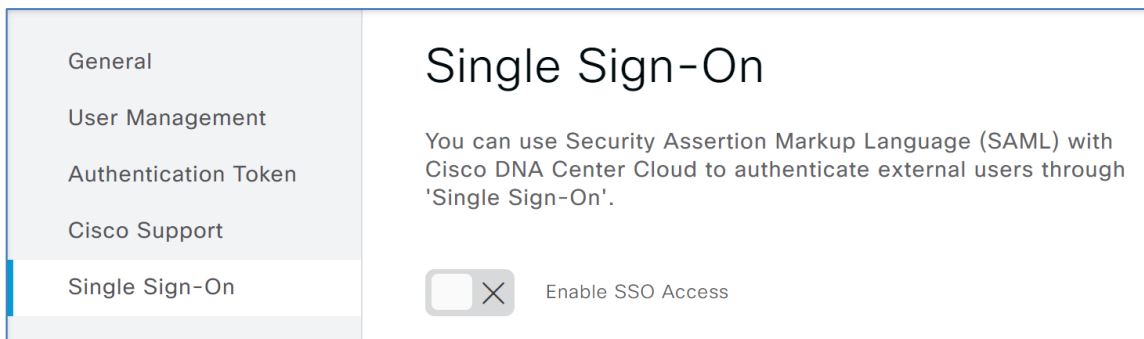 General
User Management
Authentication Token
Cisco Support
Single Sign-On
Single Sign-On
You can use Security Assertion Markup Language (SAML) with
Cisco DNA Center Cloud to authenticate external users through
'Single Sign-On'.
Enable SSO Access